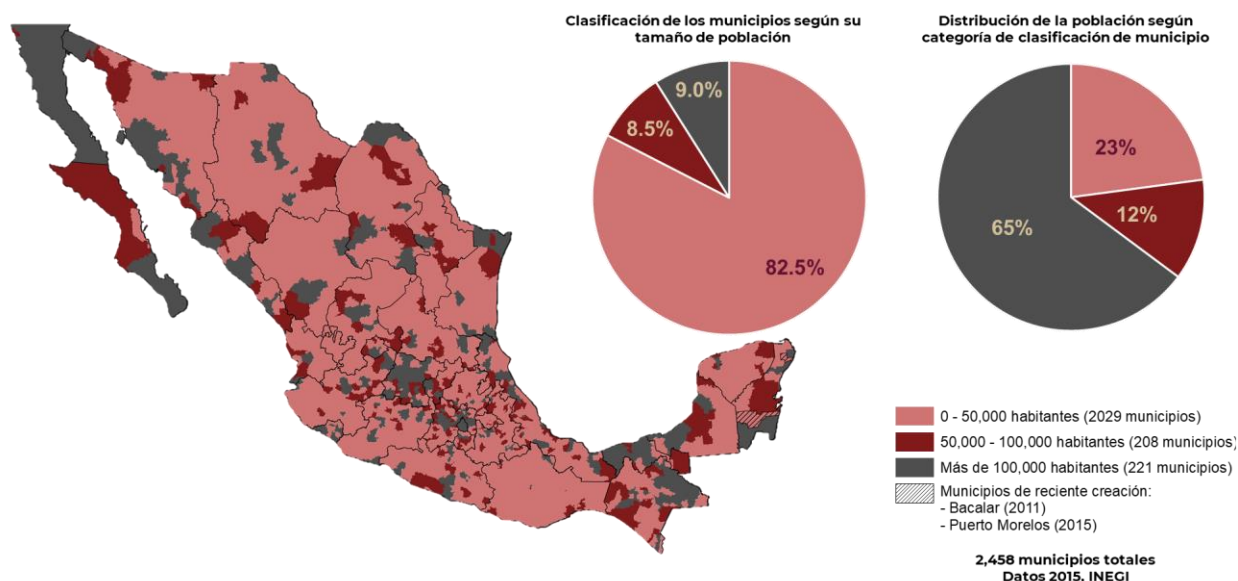 Clasificación de los municipios según su
tamaño de población
9.0%
8.5%
82.5%
Distribución de la población según
categoría de clasificación de municipio
23%
12%
65%
0 - 50,000 habitantes (2029 municipios)
50,000 - 100,000 habitantes (208 municipios)
Más de 100,000 habitantes (221 municipios)
Municipios de reciente creación:
- Bacalar (2011)
- Puerto Morelos (2015)
2,458 municipios totales
Datos 2015. INEGI